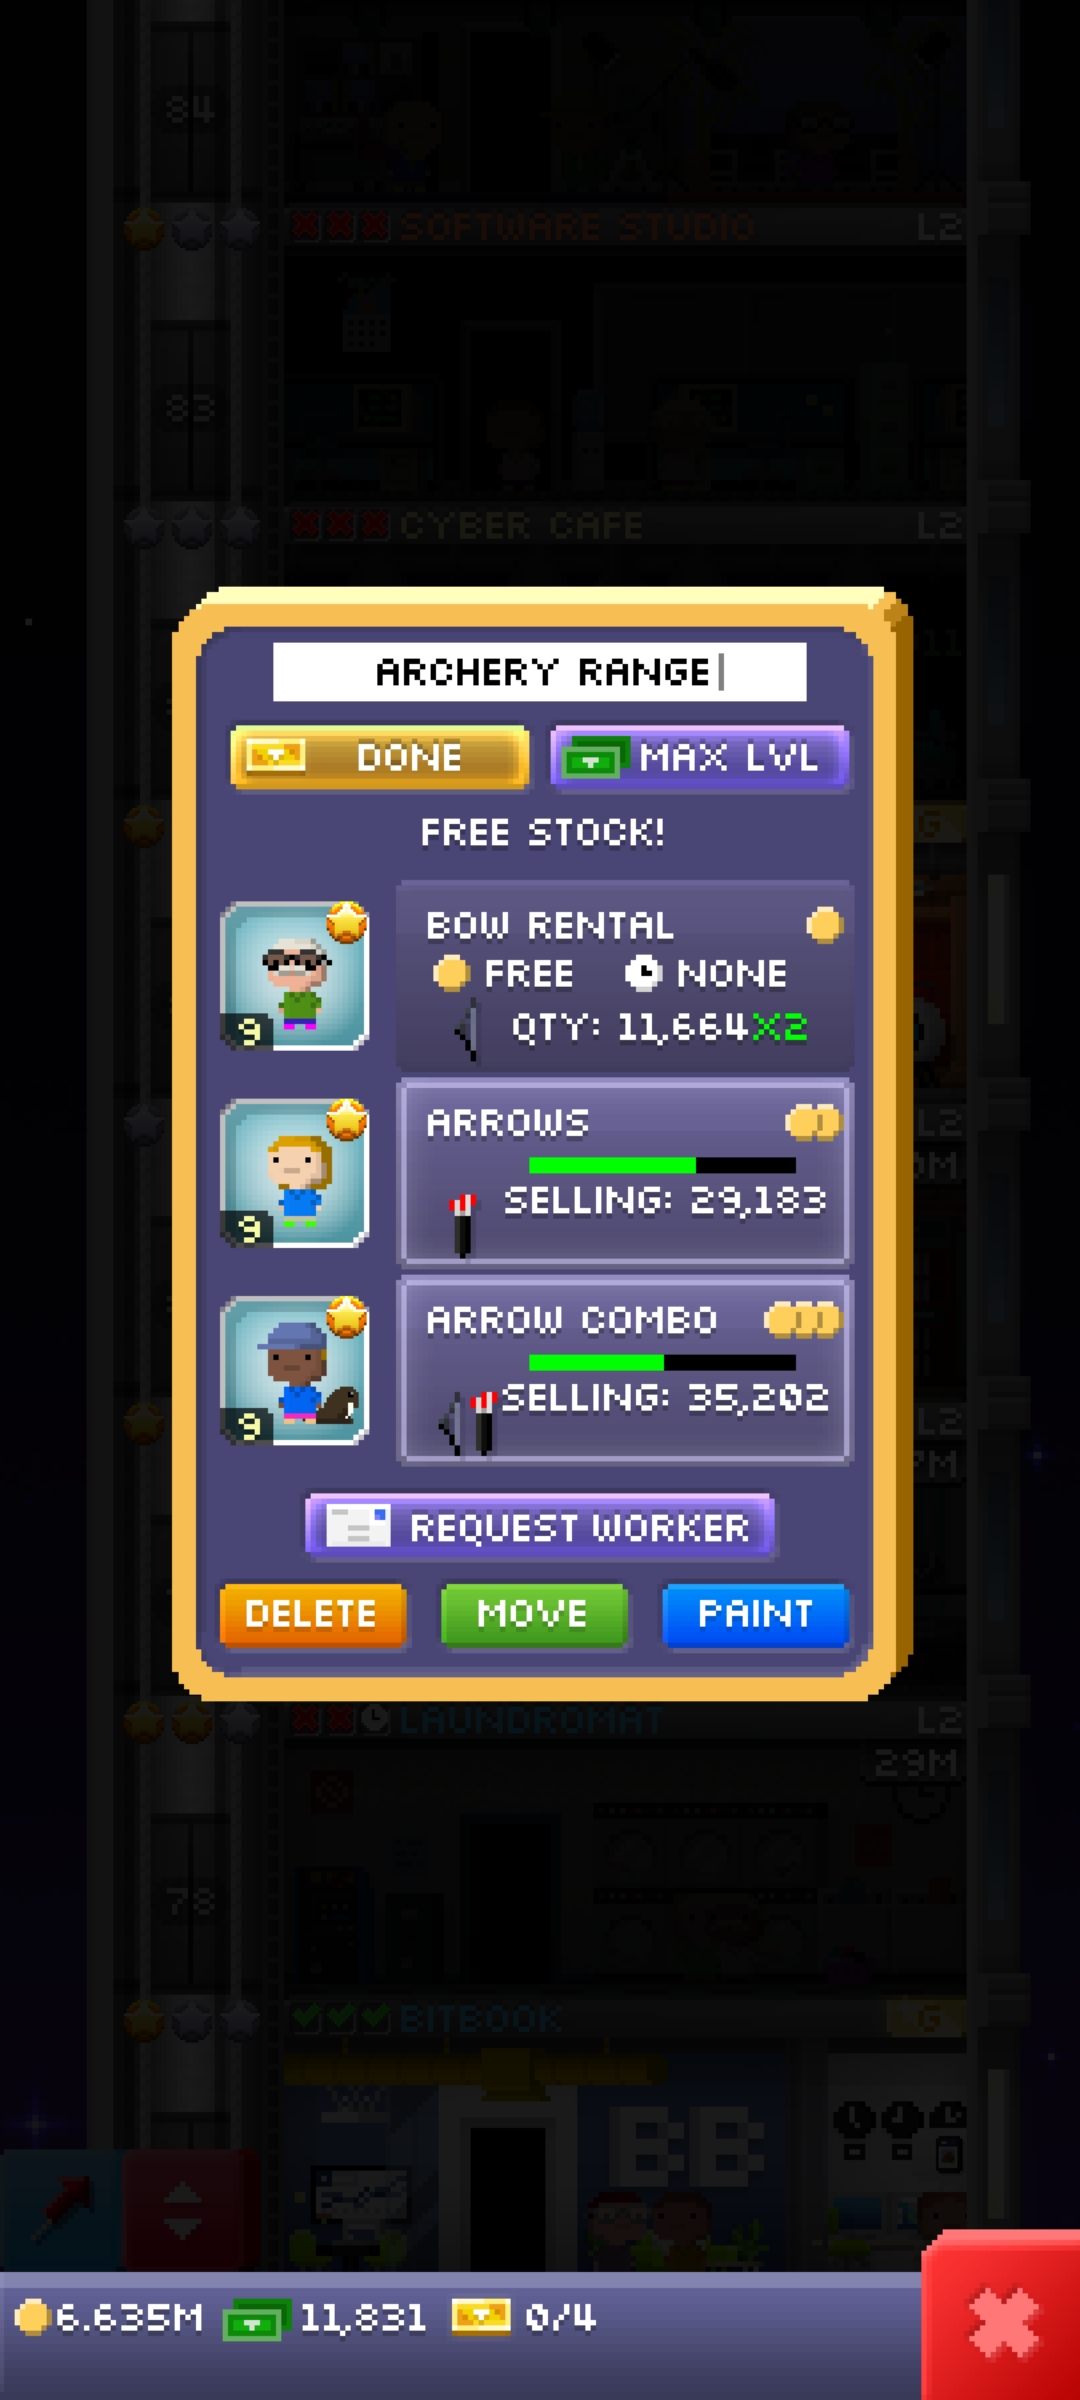 84
SOFTWARE STUDIO L2
83
CYBER CAFE L2
ARCHERY RANGE
DONE MAX LVL
FREE STOCK!
BOW RENTAL
FREE NONE
9 QTY: 11,664X2
ARROWS
SELLING: 29,183
9
ARROW COMBO
SELLING: 35,202
9
REQUEST WORKER
DELETE MOVE PAINT
LAUNDROMAT L2
29M
78
BITBOOK G
BB
6.635M 11,831 0/4